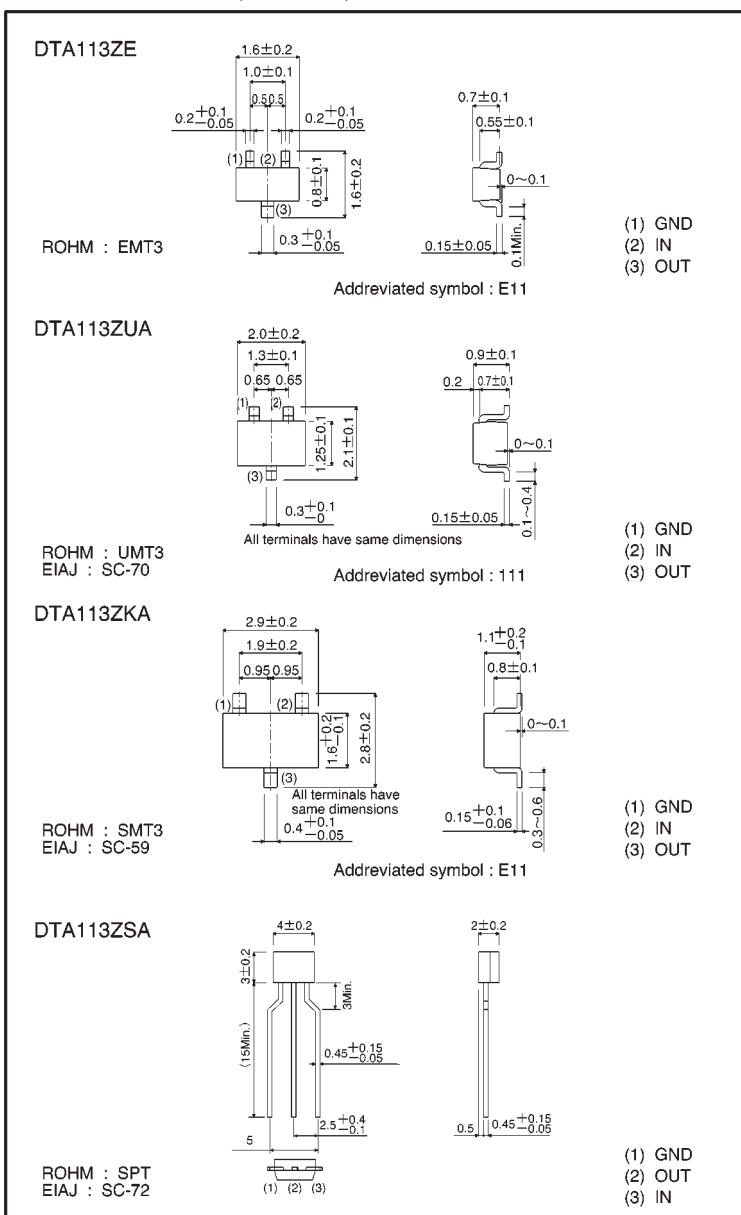 DTA113ZE
1.6±0.2
1.0±0.1
0.5 0.5
0.2 +0.1 −0.05
0.2 +0.1 −0.05
(1) (2)
(3)
0.8±0.1
1.6±0.2
0.3 +0.1 −0.05
0.7±0.1
0.55±0.1
0~0.1
0.15±0.05
0.1Min.
ROHM : EMT3
(1) GND
(2) IN
(3) OUT
Addreviated symbol : E11
DTA113ZUA
2.0±0.2
1.3±0.1
0.65 0.65
(1) (2)
(3)
1.25±0.1
2.1±0.1
0.3 +0.1 −0
All terminals have same dimensions
0.9±0.1
0.2 0.7±0.1
0~0.1
0.15±0.05
0.1~0.4
ROHM : UMT3
EIAJ : SC-70
(1) GND
(2) IN
(3) OUT
Addreviated symbol : 111
DTA113ZKA
2.9±0.2
1.9±0.2
0.95 0.95
(1) (2)
(3)
1.6 +0.2 −0.1
2.8±0.2
All terminals have
same dimensions
0.4 +0.1 −0.05
1.1 +0.2 −0.1
0.8±0.1
0~0.1
0.15 +0.1 −0.06
0.3~0.6
ROHM : SMT3
EIAJ : SC-59
(1) GND
(2) IN
(3) OUT
Addreviated symbol : E11
DTA113ZSA
4±0.2
3±0.2
3Min.
(15Min.)
0.45 +0.15 −0.05
2.5 +0.4 −0.1
5
(1) (2) (3)
2±0.2
0.5 0.45 +0.15 −0.05
ROHM : SPT
EIAJ : SC-72
(1) GND
(2) OUT
(3) IN